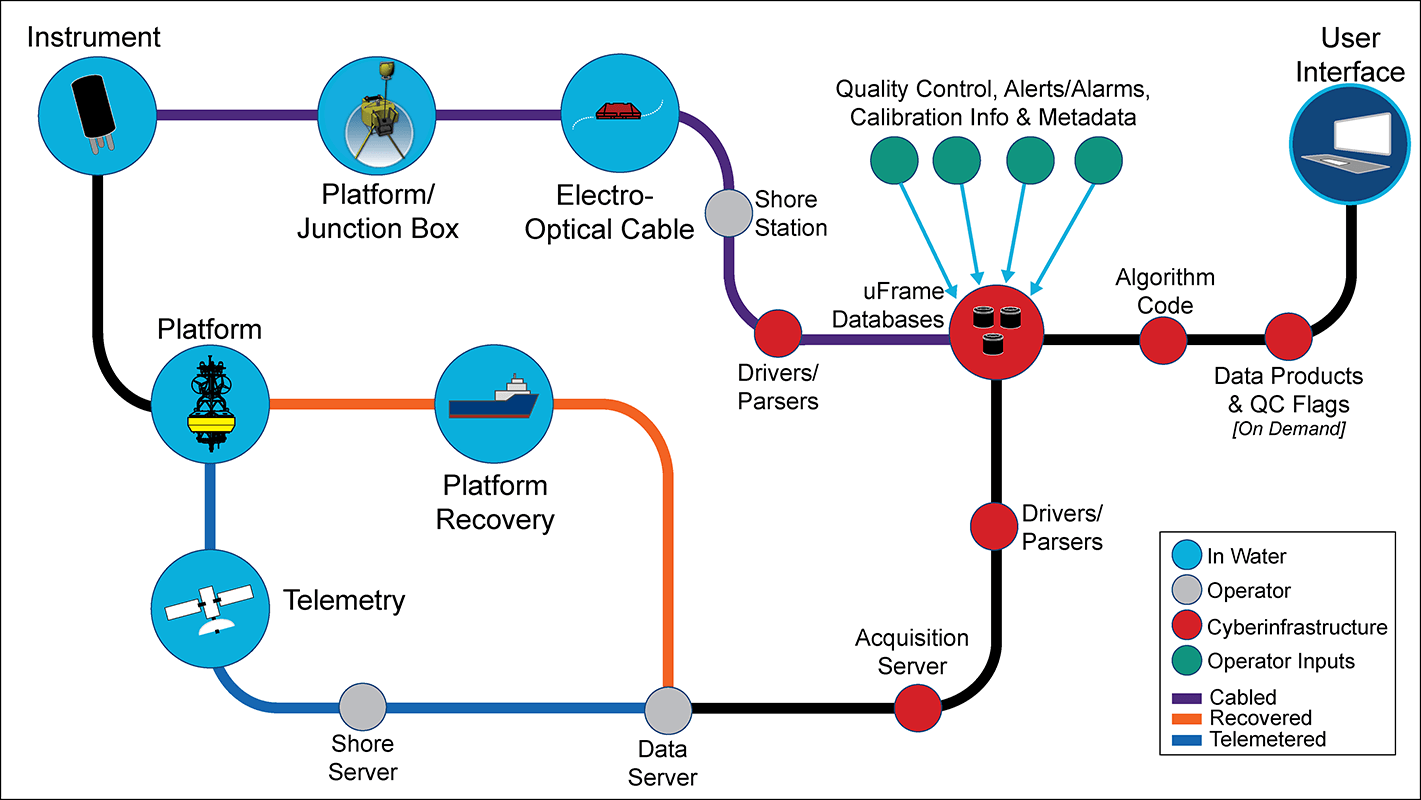 Instrument
Platform/
Junction Box
Electro-
Optical Cable
Shore
Station
Quality Control, Alerts/Alarms,
Calibration Info & Metadata
User
Interface
uFrame
Databases
Drivers/
Parsers
Algorithm
Code
Data Products
& QC Flags
[On Demand]
Platform
Platform
Recovery
Telemetry
Shore
Server
Data
Server
Acquisition
Server
Drivers/
Parsers
In Water
Operator
Cyberinfrastructure
Operator Inputs
Cabled
Recovered
Telemetered